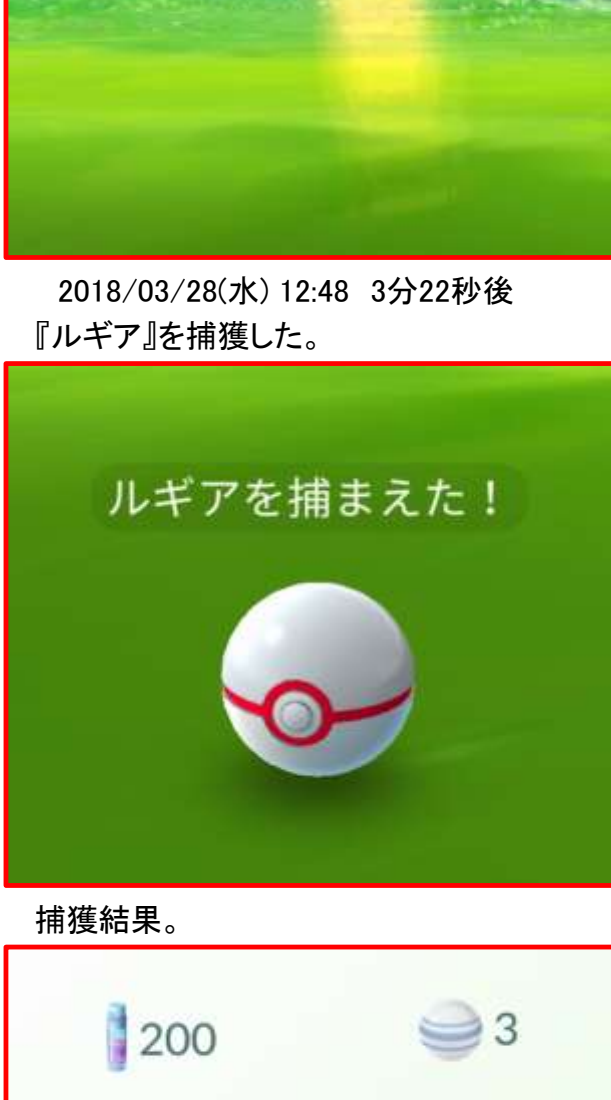 2018/03/28(水) 12:48 3分22秒後
『ルギア』を捕獲した。
ルギアを捕まえた！
捕獲結果。
200 3